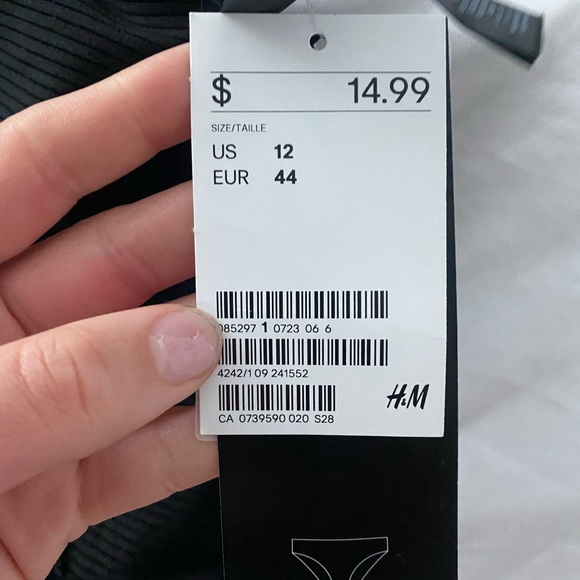 $ 14.99
SIZE/TAILLE
US 12
EUR 44
085297 1 0723 06 6
4242/1 09 241552
H&M
CA 0739590 020 S28